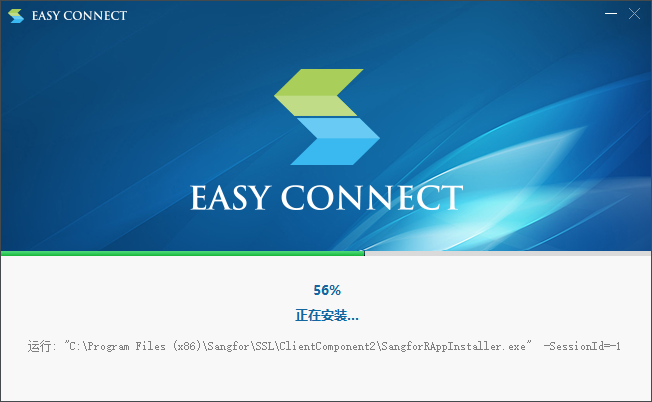 EASY CONNECT
EASY CONNECT
56%
正在安装...
运行: "C:\Program Files (x86)\Sangfor\SSL\ClientComponent2\SangforRAppInstaller.exe" -SessionId=-1